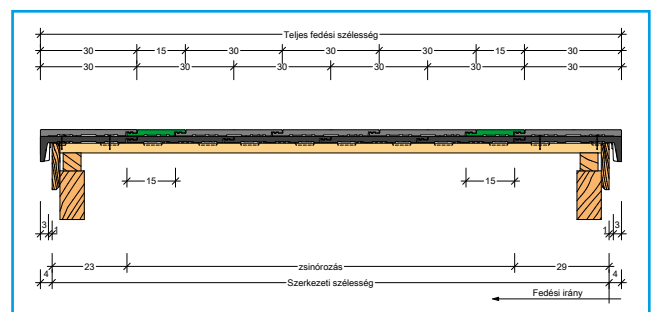 Teljes fedési szélesség
30 15 30 30 30 15 30
30 30 30 30 30 30
15 15
3 1 1 3
23 zsinórozás 29
4 Szerkezeti szélesség 4
Fedési irány